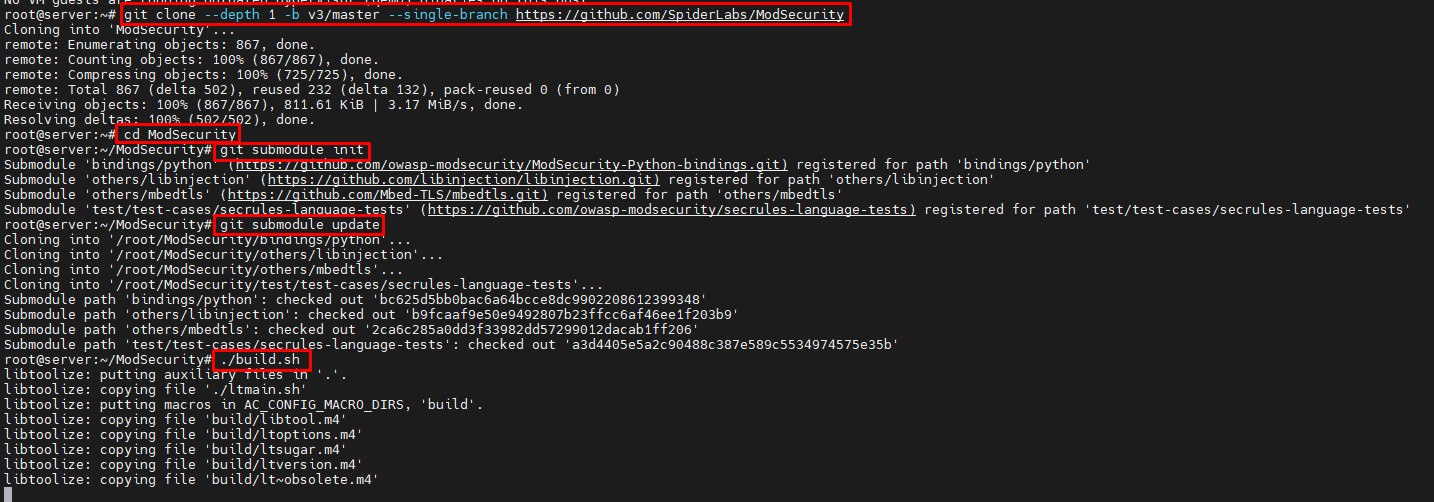 No VM guests are running outdated hypervisor (qemu) binaries on this host.
root@server:~# git clone --depth 1 -b v3/master --single-branch https://github.com/SpiderLabs/ModSecurity
Cloning into 'ModSecurity'...
remote: Enumerating objects: 867, done.
remote: Counting objects: 100% (867/867), done.
remote: Compressing objects: 100% (725/725), done.
remote: Total 867 (delta 502), reused 232 (delta 132), pack-reused 0 (from 0)
Receiving objects: 100% (867/867), 811.61 KiB | 3.17 MiB/s, done.
Resolving deltas: 100% (502/502), done.
root@server:~# cd ModSecurity
root@server:~/ModSecurity# git submodule init
Submodule 'bindings/python' (https://github.com/owasp-modsecurity/ModSecurity-Python-bindings.git) registered for path 'bindings/python'
Submodule 'others/libinjection' (https://github.com/libinjection/libinjection.git) registered for path 'others/libinjection'
Submodule 'others/mbedtls' (https://github.com/Mbed-TLS/mbedtls.git) registered for path 'others/mbedtls'
Submodule 'test/test-cases/secrules-language-tests' (https://github.com/owasp-modsecurity/secrules-language-tests) registered for path 'test/test-cases/secrules-language-tests'
root@server:~/ModSecurity# git submodule update
Cloning into '/root/ModSecurity/bindings/python'...
Cloning into '/root/ModSecurity/others/libinjection'...
Cloning into '/root/ModSecurity/others/mbedtls'...
Cloning into '/root/ModSecurity/test/test-cases/secrules-language-tests'...
Submodule path 'bindings/python': checked out 'bc625d5bb0bac6a64bcce8dc9902208612399348'
Submodule path 'others/libinjection': checked out 'b9fcaaf9e50e9492807b23ffcc6af46ee1f203b9'
Submodule path 'others/mbedtls': checked out '2ca6c285a0dd3f33982dd57299012dacab1ff206'
Submodule path 'test/test-cases/secrules-language-tests': checked out 'a3d4405e5a2c90488c387e589c5534974575e35b'
root@server:~/ModSecurity# ./build.sh
libtoolize: putting auxiliary files in '.'.
libtoolize: copying file './ltmain.sh'
libtoolize: putting macros in AC_CONFIG_MACRO_DIRS, 'build'.
libtoolize: copying file 'build/libtool.m4'
libtoolize: copying file 'build/ltoptions.m4'
libtoolize: copying file 'build/ltsugar.m4'
libtoolize: copying file 'build/ltversion.m4'
libtoolize: copying file 'build/lt~obsolete.m4'